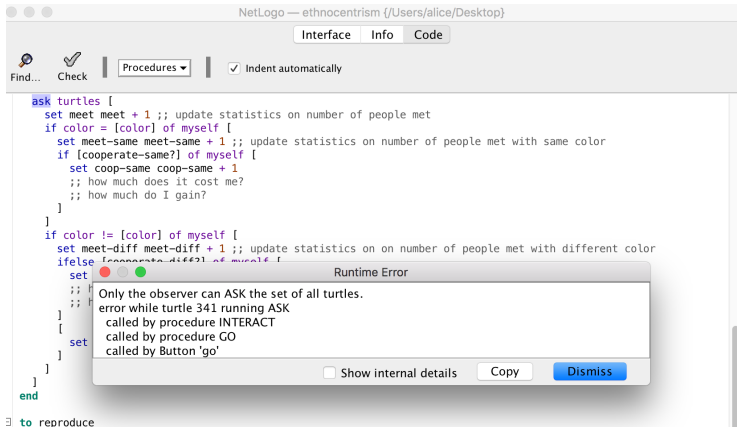 NetLogo — ethnocentrism {/Users/alice/Desktop}
Interface Info Code
Find... Check Procedures Indent automatically
ask turtles [
set meet meet + 1 ;; update statistics on number of people met
if color = [color] of myself [
set meet-same meet-same + 1 ;; update statistics on number of people met with same color
if [cooperate-same?] of myself [
set coop-same coop-same + 1
;; how much does it cost me?
;; how much do I gain?
]
]
if color != [color] of myself [
set meet-diff meet-diff + 1 ;; update statistics on on number of people met with different color
ifelse [cooperate-diff?] of myself [
set
;; h
;; h
]
[
set
]
]
]
end
to reproduce
Runtime Error
Only the observer can ASK the set of all turtles.
error while turtle 341 running ASK
called by procedure INTERACT
called by procedure GO
called by Button 'go'
Show internal details Copy Dismiss